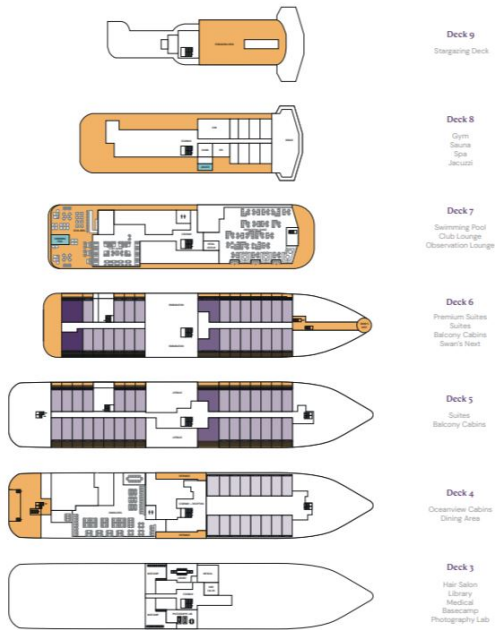 Deck 9
Stargazing Deck
Deck 8
Gym
Sauna
Spa
Jacuzzi
Deck 7
Swimming Pool
Club Lounge
Observation Lounge
Deck 6
Premium Suites
Suites
Balcony Cabins
Swan's Nest
Deck 5
Suites
Balcony Cabins
Deck 4
Oceanview Cabins
Dining Area
Deck 3
Hair Salon
Library
Medical
Basecamp
Photography Lab